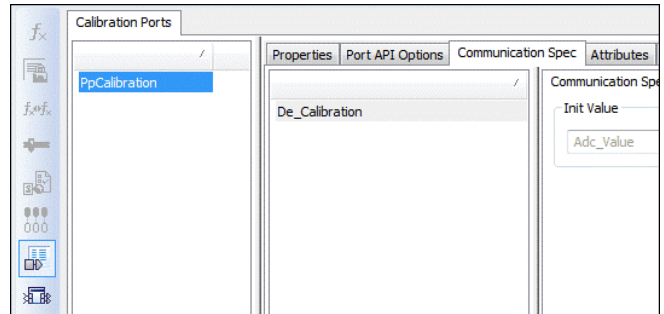 Calibration Ports
Properties Port API Options Communication Spec Attributes
PpCalibration
Communication Spe
De_Calibration
Init Value
Adc_Value